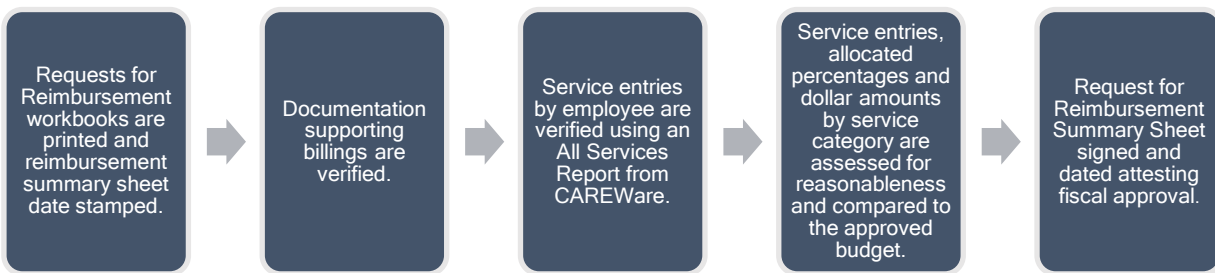 Requests for
Reimbursement
workbooks are
printed and
reimbursement
summary sheet
date stamped.
Documentation
supporting
billings are
verified.
Service entries
by employee are
verified using an
All Services
Report from
CAREWare.
Service entries,
allocated
percentages and
dollar amounts
by service
category are
assessed for
reasonableness
and compared to
the approved
budget.
Request for
Reimbursement
Summary Sheet
signed and
dated attesting
fiscal approval.